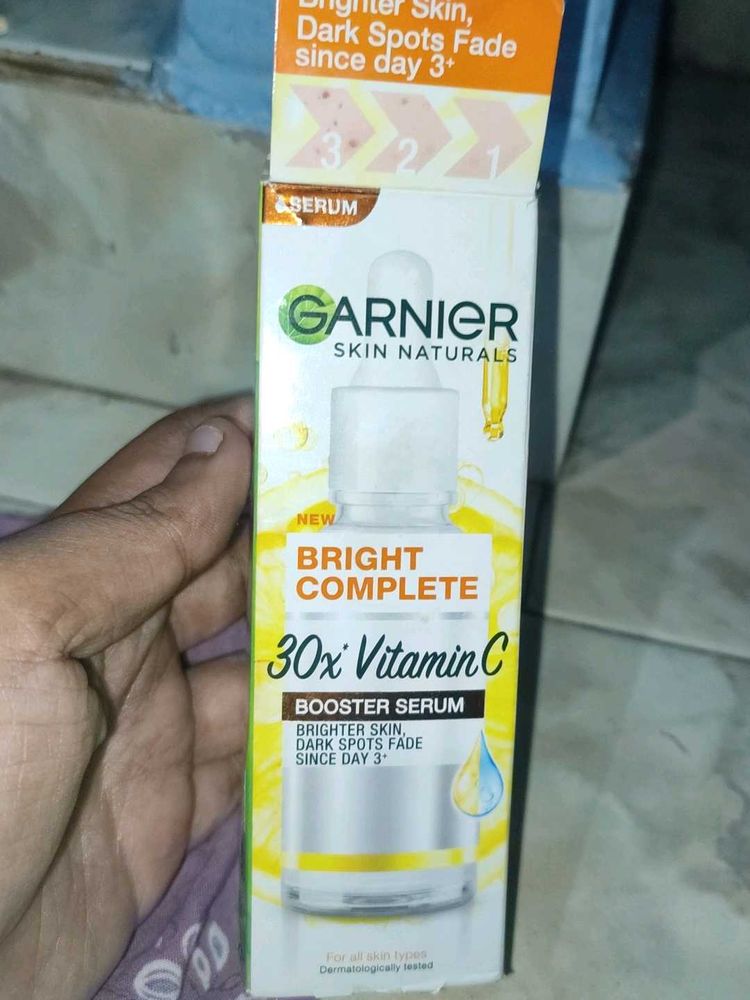 Brighter Skin,
Dark Spots Fade
since day 3+
3 2 1
& SERUM
GARNIER
SKIN NATURALS
NEW
BRIGHT
COMPLETE
30x* Vitamin C
BOOSTER SERUM
BRIGHTER SKIN,
DARK SPOTS FADE
SINCE DAY 3+
For all skin types
Dermatologically tested